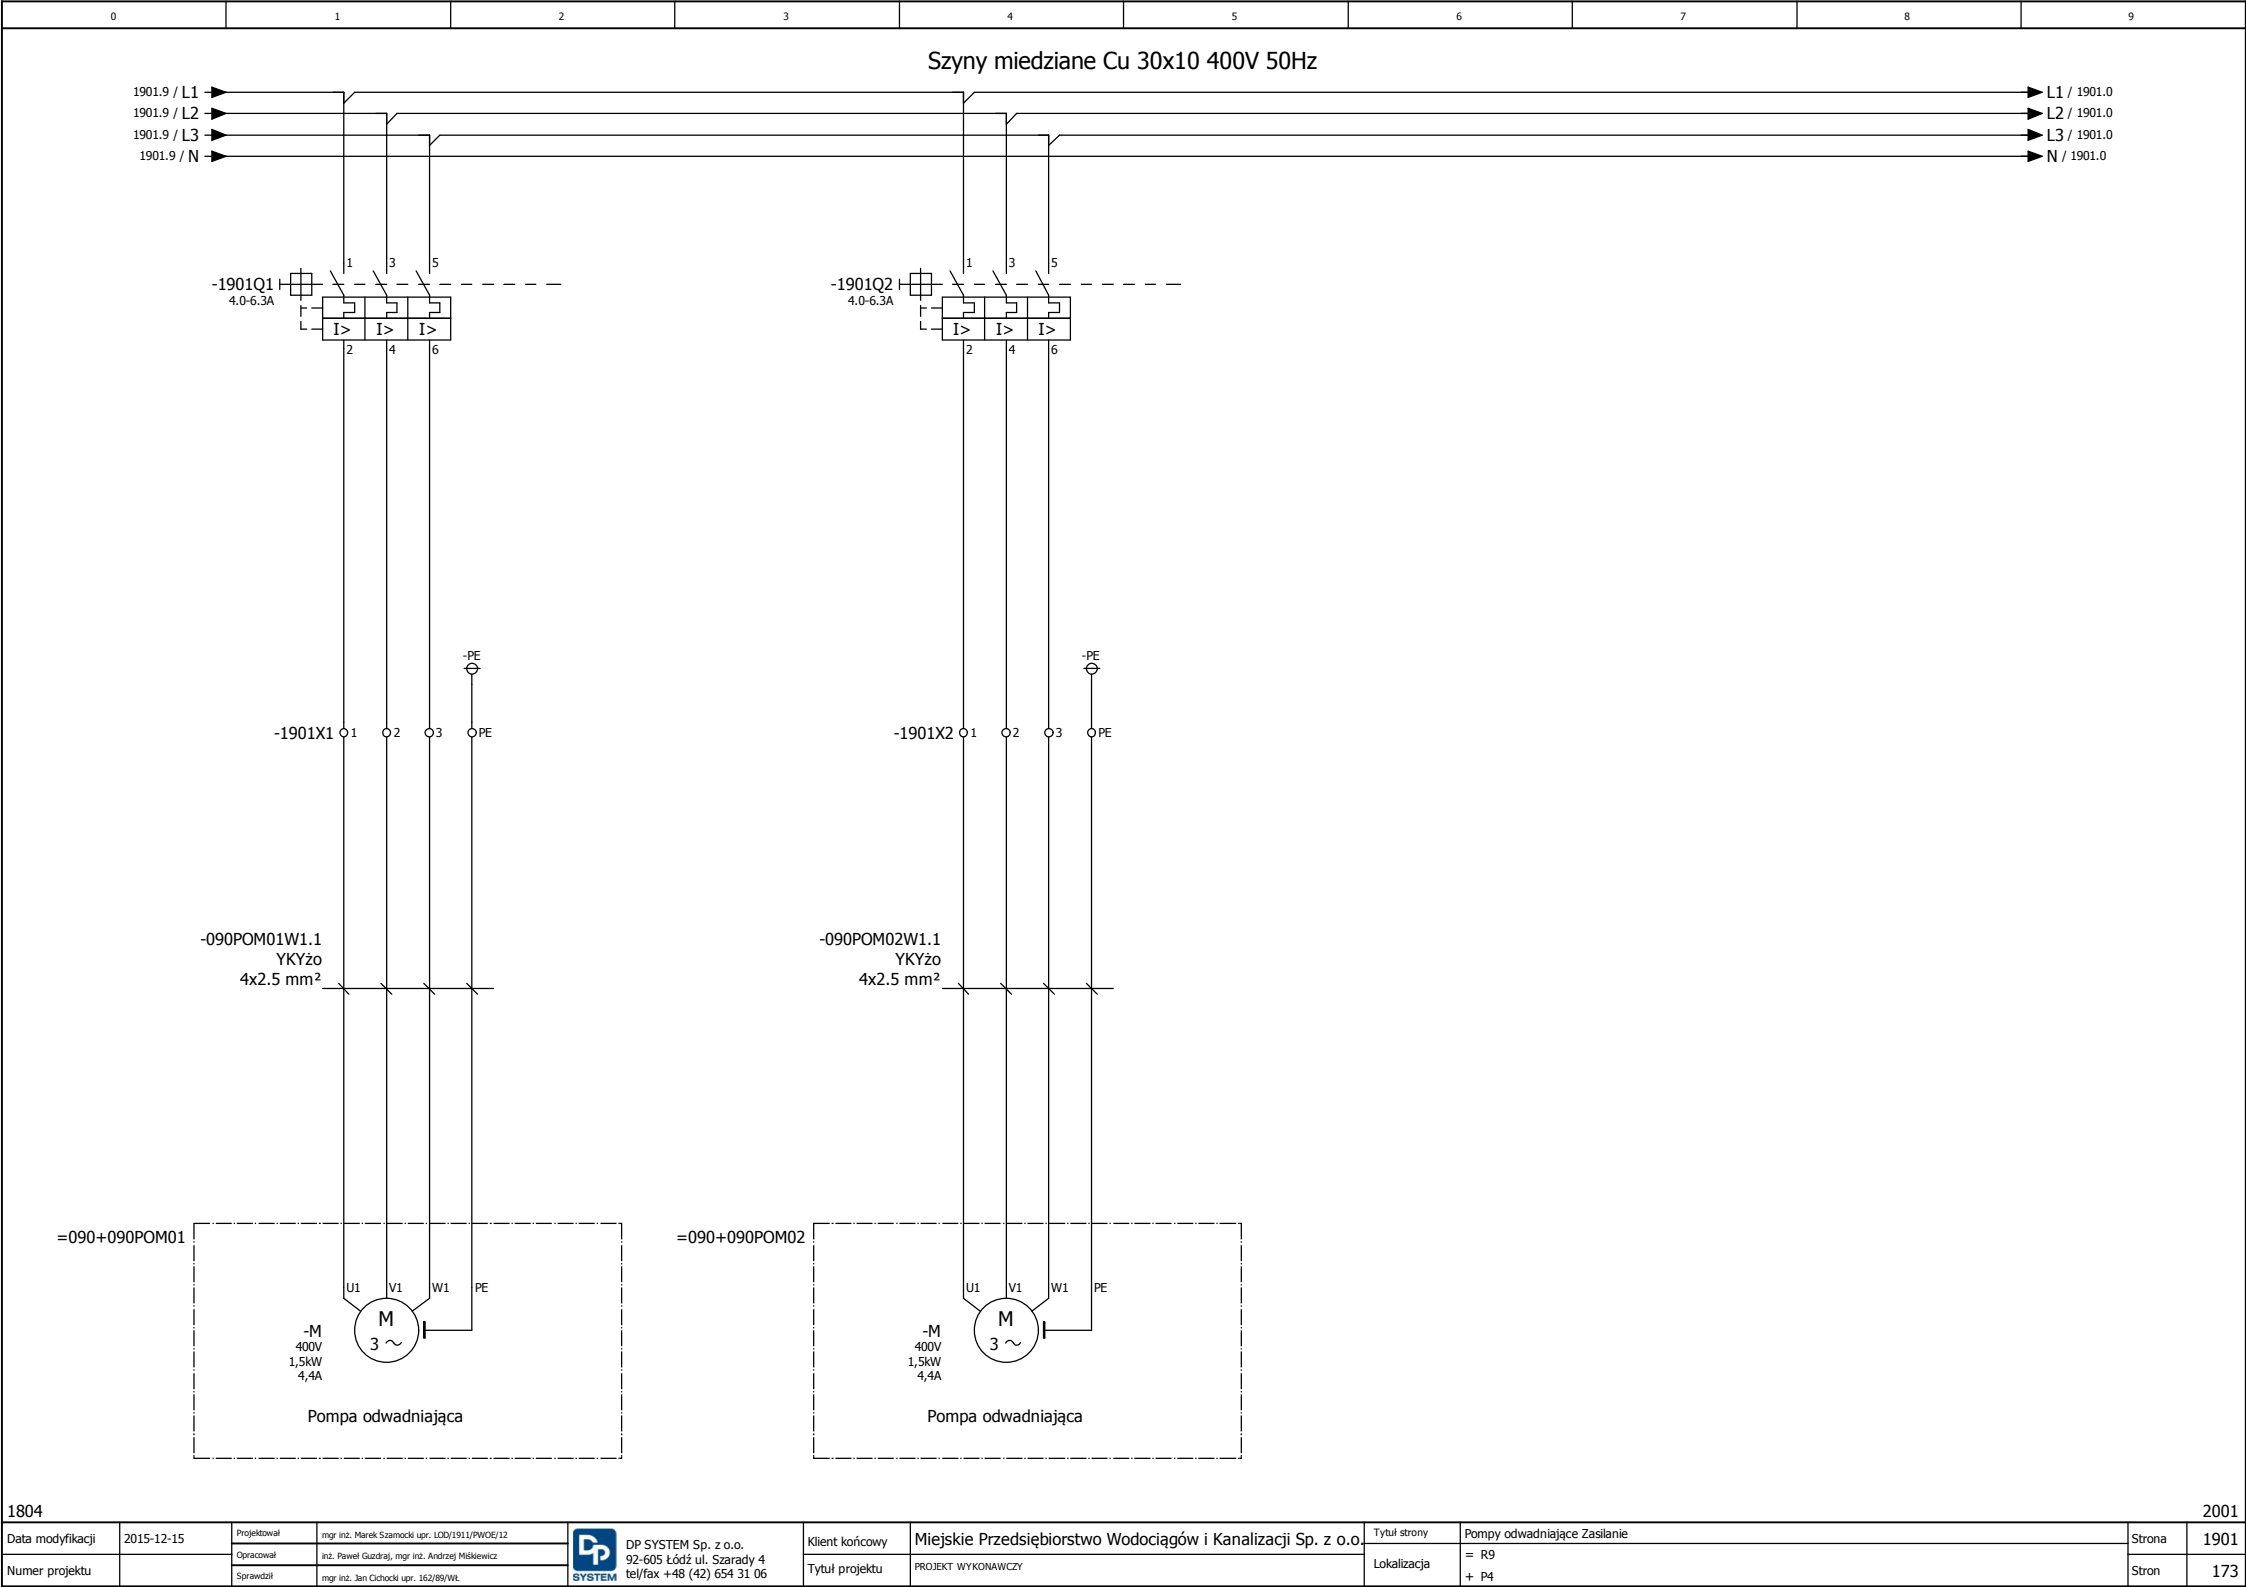 0 1 2 3 4 5 6 7 8 9
Szyny miedziane Cu 30x10 400V 50Hz
1901.9 / L1 L1 / 1901.0
1901.9 / L2 L2 / 1901.0
1901.9 / L3 L3 / 1901.0
1901.9 / N N / 1901.0
1 3 5 1 3 5
-1901Q1 -1901Q2
4.0-6.3A 4.0-6.3A
I> I> I> I> I> I>
2 4 6 2 4 6
-PE -PE
-1901X1 1 2 3 PE -1901X2 1 2 3 PE
-090POM01W1.1 -090POM02W1.1
YKYżo YKYżo
4x2.5 mm² 4x2.5 mm²
=090+090POM01 =090+090POM02
U1 V1 W1 PE U1 V1 W1 PE
M M
-M -M
3 ~ 3 ~
400V 400V
1,5kW 1,5kW
4,4A 4,4A
Pompa odwadniająca Pompa odwadniająca
1804 2001
Data modyfikacji 2015-12-15
Numer projektu
Projektował mgr inż. Marek Szamocki upr. LOD/1911/PWOE/12
Opracował inż. Paweł Guzdraj, mgr inż. Andrzej Miśkiewicz
Sprawdził mgr inż. Jan Cichocki upr. 162/89/WŁ
DP SYSTEM
DP SYSTEM Sp. z o.o.
92-605 Łódź ul. Szarady 4
tel/fax +48 (42) 654 31 06
Klient końcowy Miejskie Przedsiębiorstwo Wodociągów i Kanalizacji Sp. z o.o.
Tytuł projektu PROJEKT WYKONAWCZY
Tytuł strony Pompy odwadniające Zasilanie
Lokalizacja = R9
+ P4
Strona 1901
Stron 173